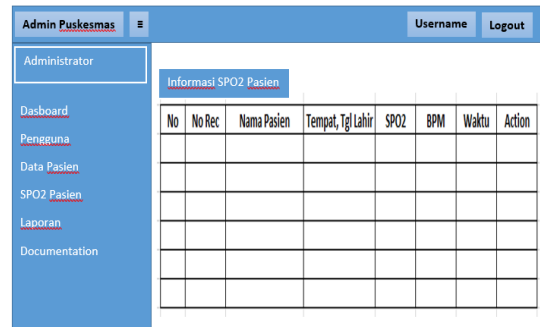 Admin Puskesmas ≡ Username Logout
Administrator
Informasi SPO2 Pasien
Dasboard
Pengguna
Data Pasien
SPO2 Pasien
Laporan
Documentation
No No Rec Nama Pasien Tempat, Tgl Lahir SPO2 BPM Waktu Action